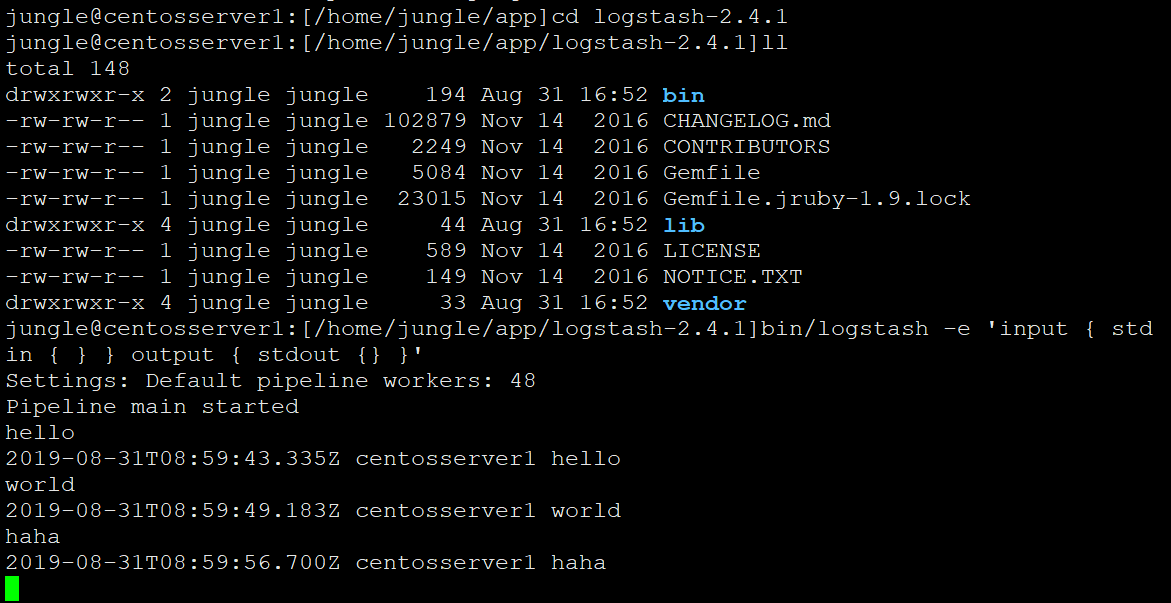 jungle@centosserver1:[/home/jungle/app]cd logstash-2.4.1
jungle@centosserver1:[/home/jungle/app/logstash-2.4.1]ll
total 148
drwxrwxr-x 2 jungle jungle    194 Aug 31 16:52 bin
-rw-rw-r-- 1 jungle jungle 102879 Nov 14  2016 CHANGELOG.md
-rw-rw-r-- 1 jungle jungle   2249 Nov 14  2016 CONTRIBUTORS
-rw-rw-r-- 1 jungle jungle   5084 Nov 14  2016 Gemfile
-rw-rw-r-- 1 jungle jungle  23015 Nov 14  2016 Gemfile.jruby-1.9.lock
drwxrwxr-x 4 jungle jungle     44 Aug 31 16:52 lib
-rw-rw-r-- 1 jungle jungle    589 Nov 14  2016 LICENSE
-rw-rw-r-- 1 jungle jungle    149 Nov 14  2016 NOTICE.TXT
drwxrwxr-x 4 jungle jungle     33 Aug 31 16:52 vendor
jungle@centosserver1:[/home/jungle/app/logstash-2.4.1]bin/logstash -e 'input { std
in { } } output { stdout {} }'
Settings: Default pipeline workers: 48
Pipeline main started
hello
2019-08-31T08:59:43.335Z centosserver1 hello
world
2019-08-31T08:59:49.183Z centosserver1 world
haha
2019-08-31T08:59:56.700Z centosserver1 haha